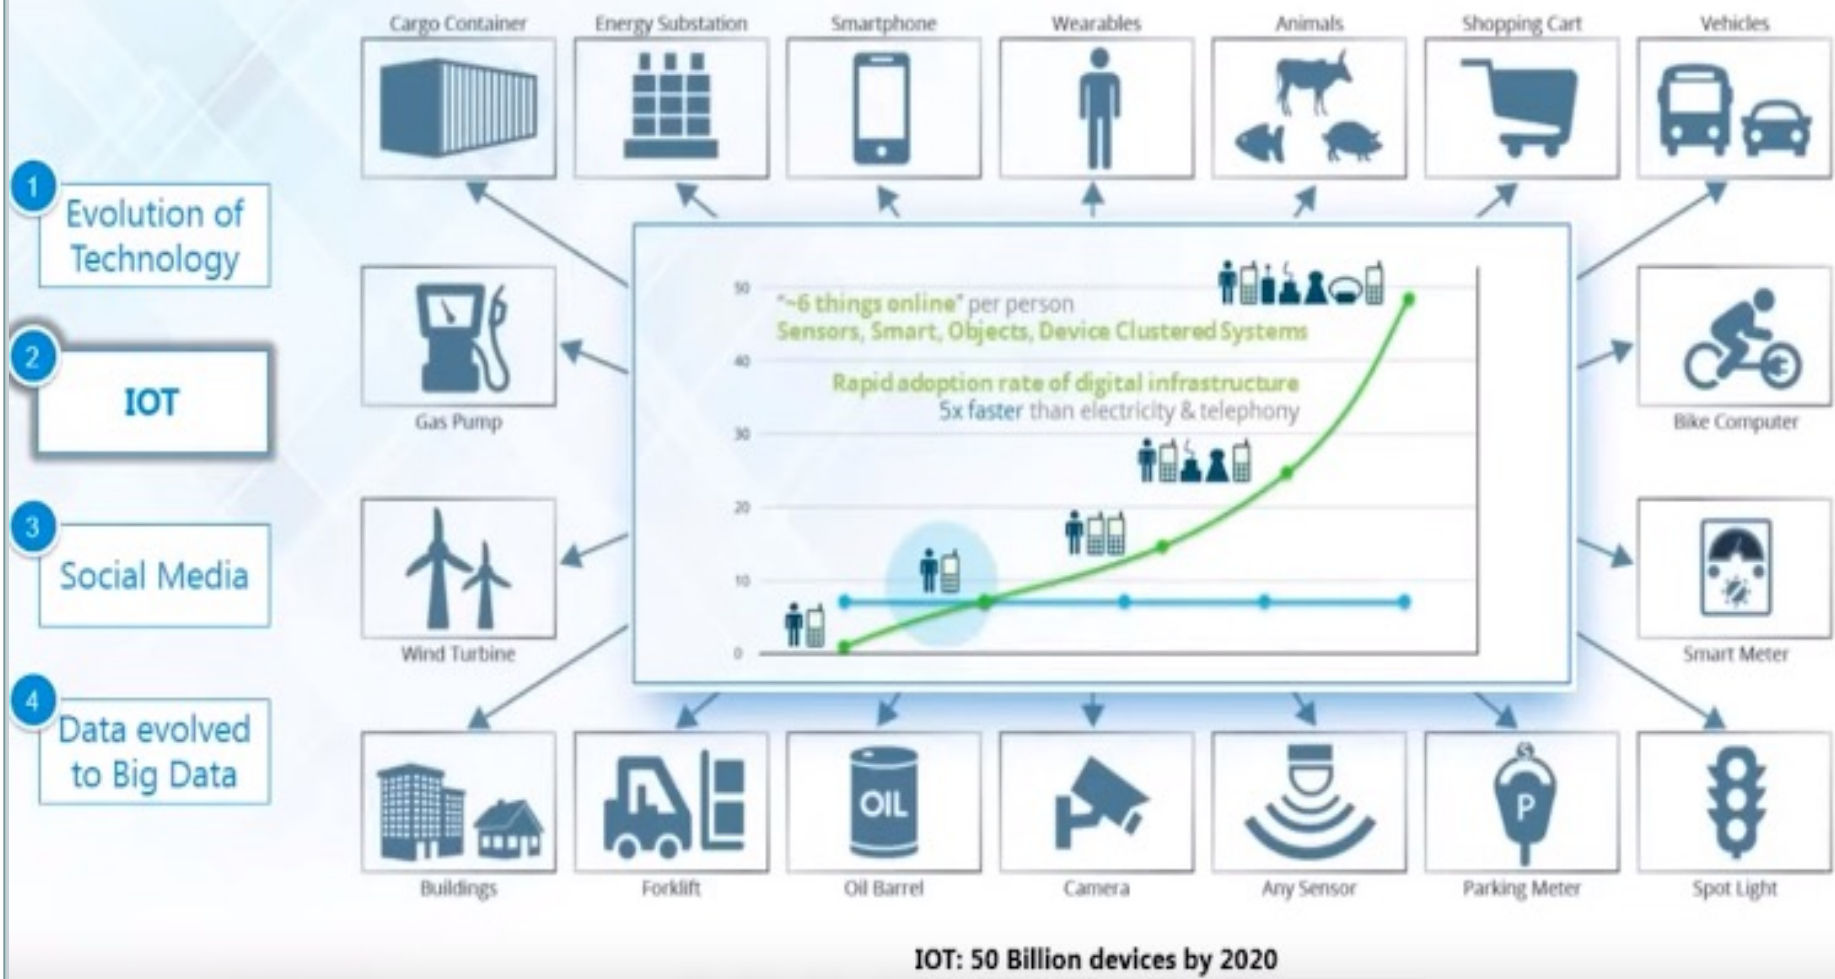 Cargo Container
Energy Substation
Smartphone
Wearables
Animals
Shopping Cart
Vehicles
1
Evolution of
Technology
2
IOT
3
Social Media
4
Data evolved
to Big Data
Gas Pump
Wind Turbine
50
40
30
20
10
0
"~6 things online" per person
Sensors, Smart, Objects, Device Clustered Systems
Rapid adoption rate of digital infrastructure
5x faster than electricity & telephony
Bike Computer
Smart Meter
OIL
S
P
Buildings
Forklift
Oil Barrel
Camera
Any Sensor
Parking Meter
Spot Light
IOT: 50 Billion devices by 2020